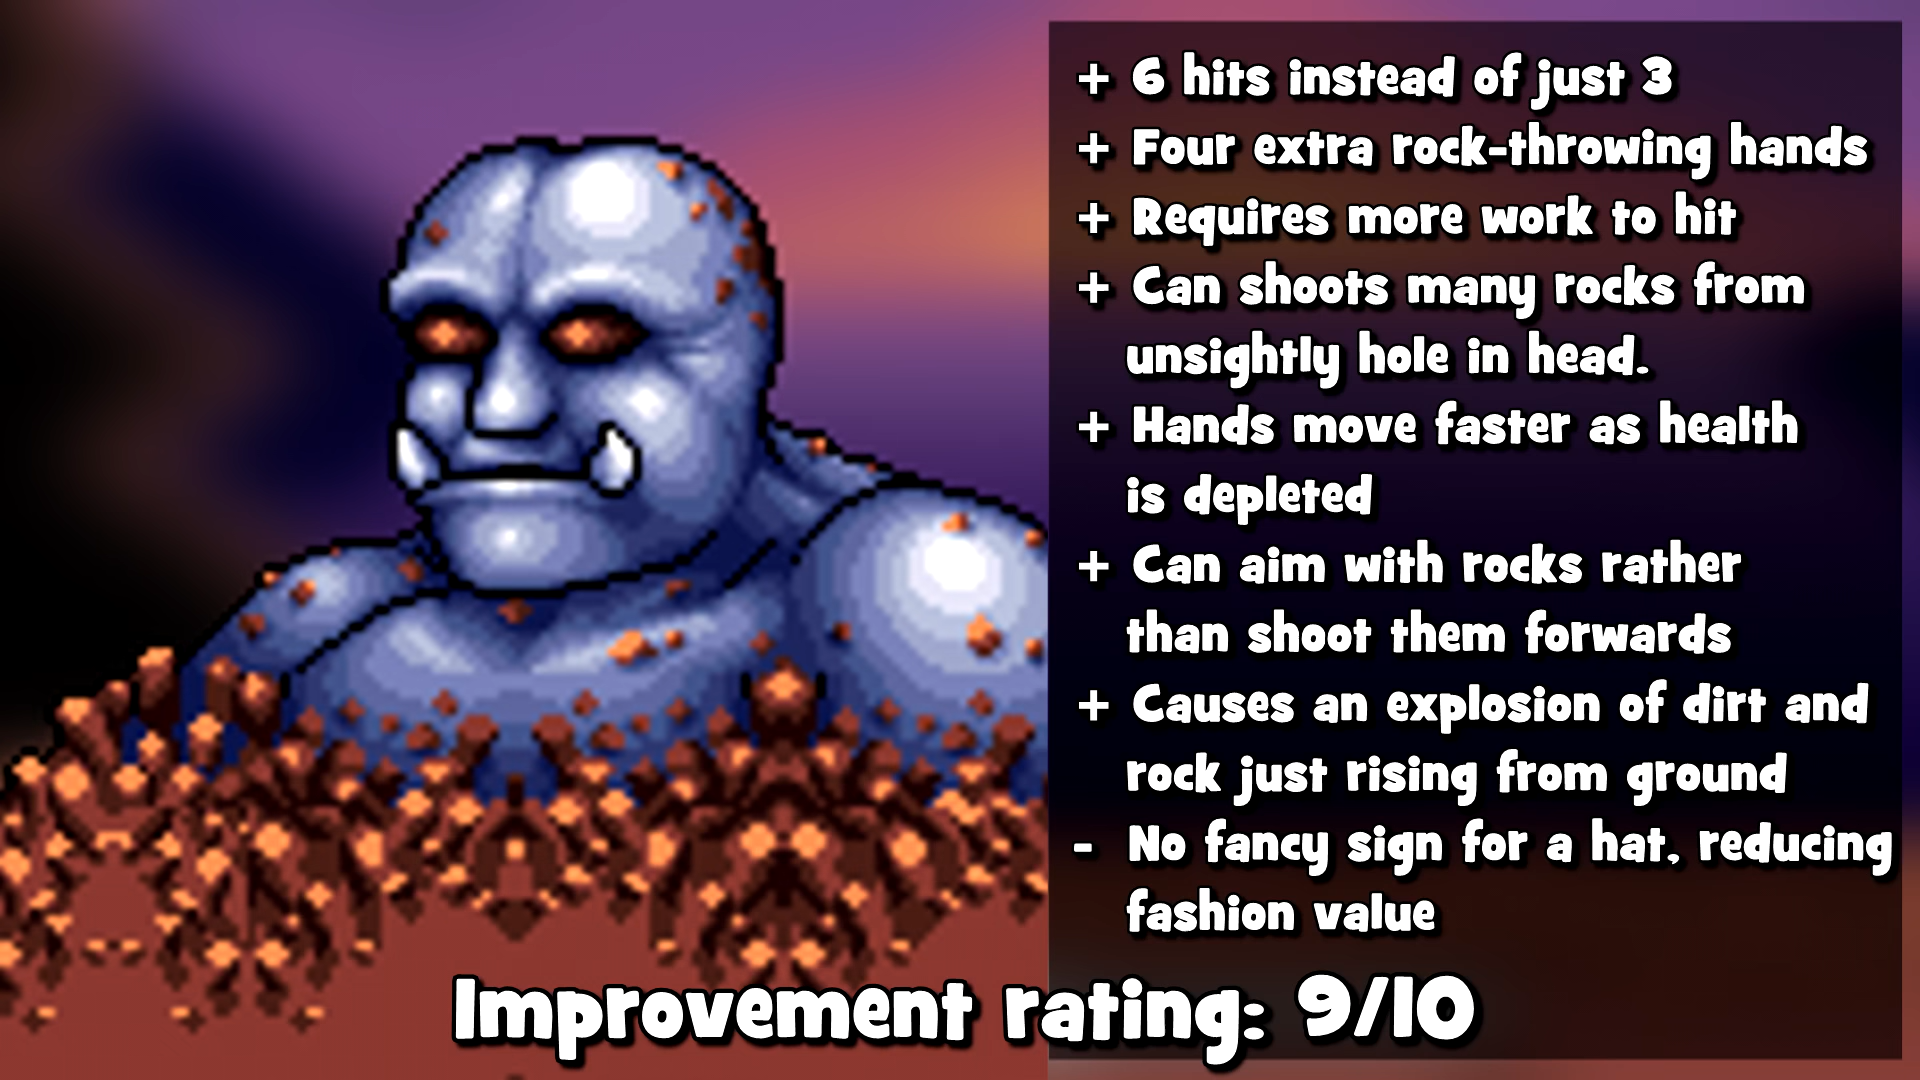 + 6 hits instead of just 3
+ Four extra rock-throwing hands
+ Requires more work to hit
+ Can shoots many rocks from
unsightly hole in head.
+ Hands move faster as health
is depleted
+ Can aim with rocks rather
than shoot them forwards
+ Causes an explosion of dirt and
rock just rising from ground
- No fancy sign for a hat, reducing
fashion value
Improvement rating: 9/10